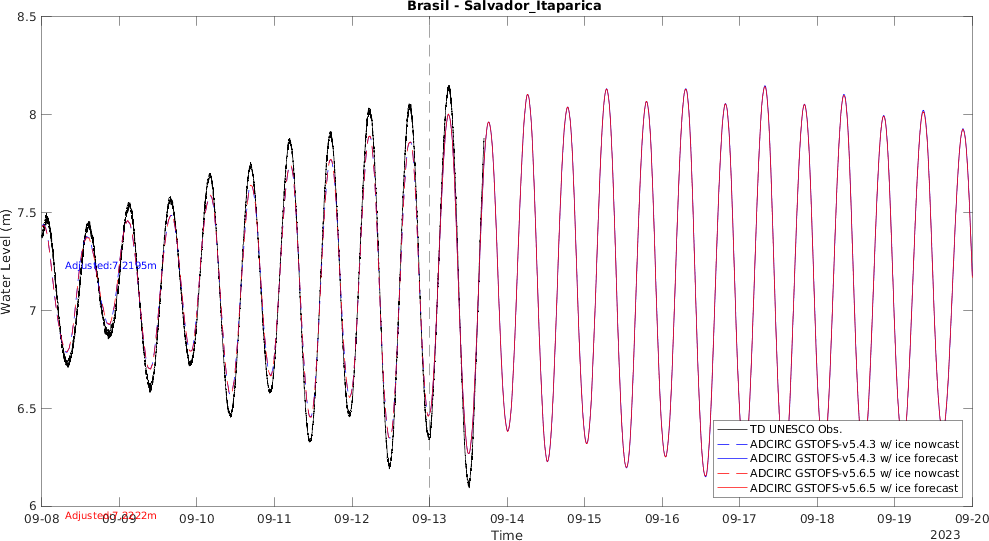 Brasil - Salvador_Itaparica
8.5
8
7.5
7
6.5
6
Water Level (m)
Adjusted:7.2195m
Adjusted:7.2222m
TD UNESCO Obs.
ADCIRC GSTOFS-v5.4.3 w/ ice nowcast
ADCIRC GSTOFS-v5.4.3 w/ ice forecast
ADCIRC GSTOFS-v5.6.5 w/ ice nowcast
ADCIRC GSTOFS-v5.6.5 w/ ice forecast
09-08 09-09 09-10 09-11 09-12 09-13 09-14 09-15 09-16 09-17 09-18 09-19 09-20
Time
2023